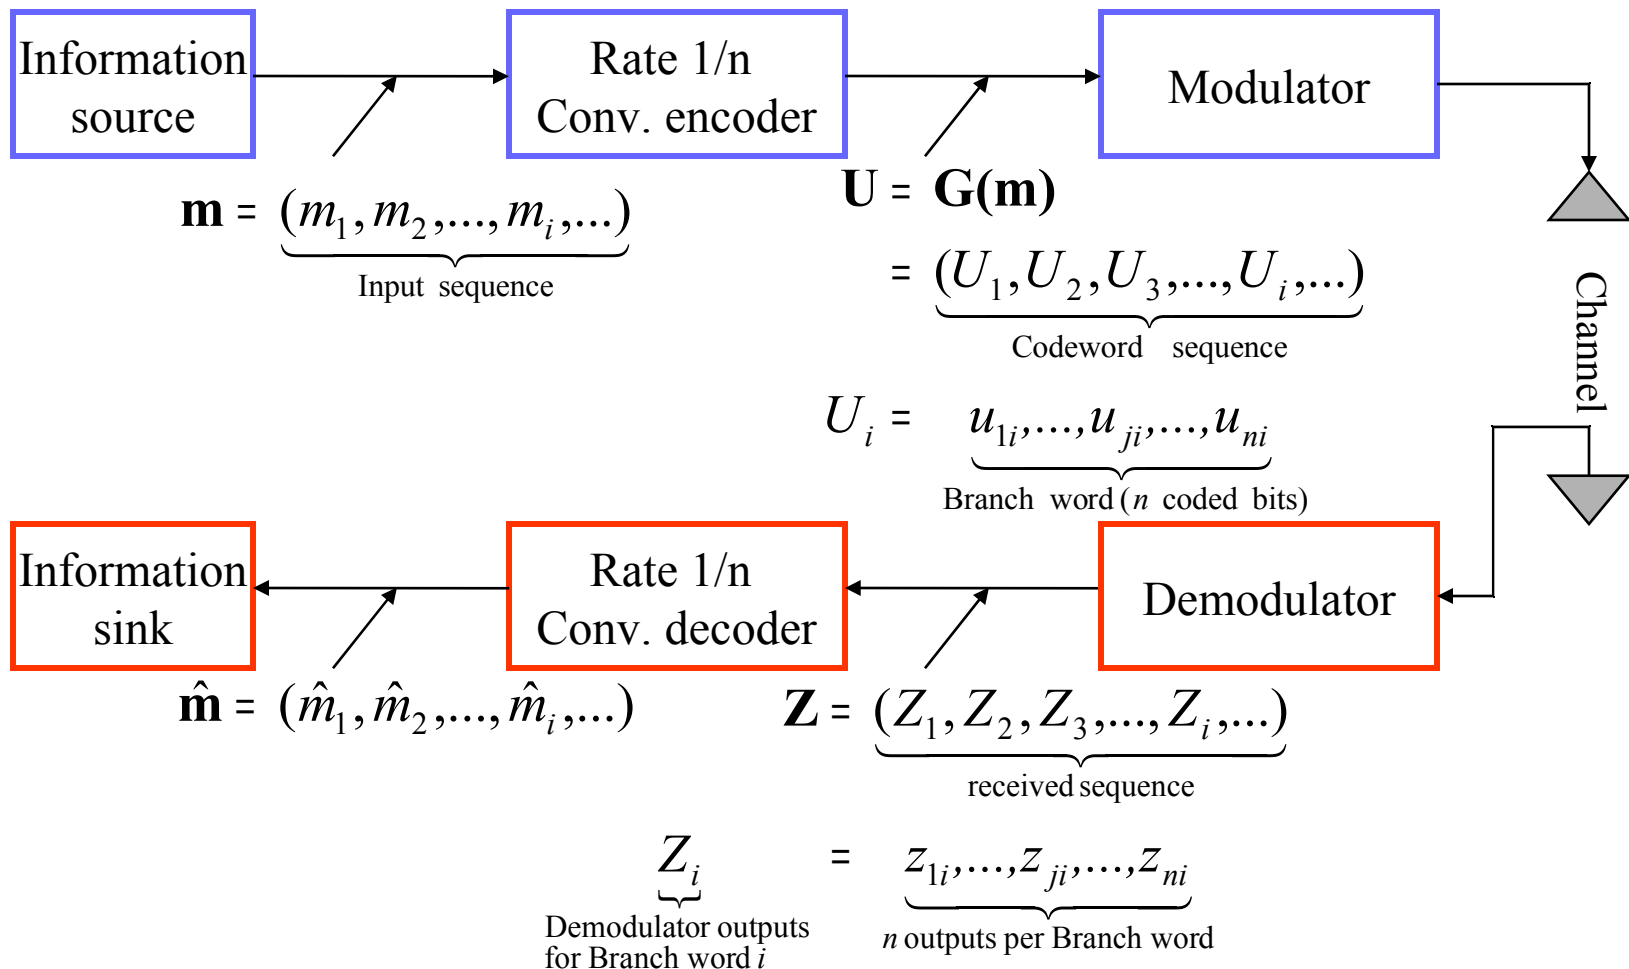 Information
source
Rate 1/n
Conv. encoder
Modulator
m = (m1, m2,..., mi,...)
Input sequence
U = G(m)
= (U1, U2, U3,..., Ui,...)
Codeword sequence
Channel
Ui = u1i,...,uji,...,uni
Branch word (n coded bits)
Information
sink
Rate 1/n
Conv. decoder
Demodulator
m̂ = (m̂1, m̂2,..., m̂i,...)
Z = (Z1, Z2, Z3,..., Zi,...)
received sequence
Zi = z1i,...,zji,...,zni
Demodulator outputs
for Branch word i
n outputs per Branch word